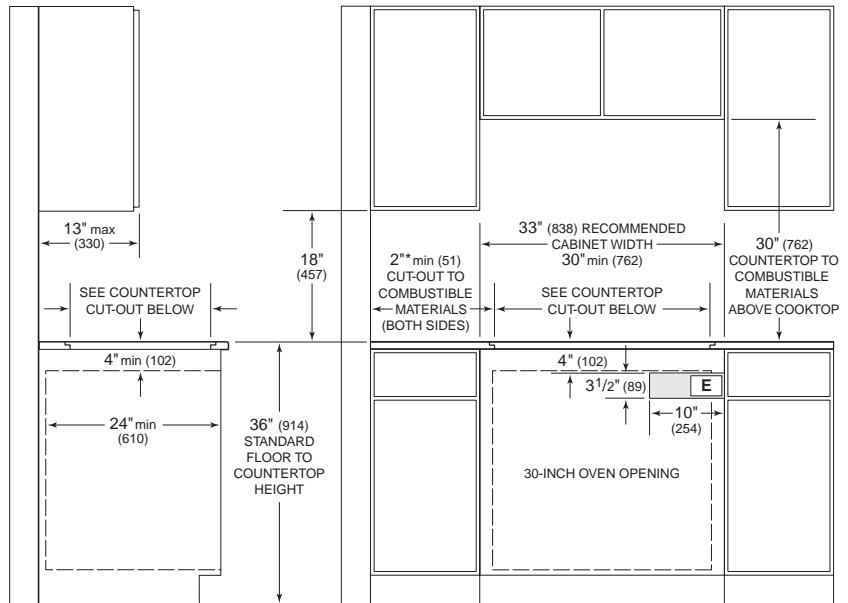 13" max
(330)
18"
(457)
SEE COUNTERTOP
CUT-OUT BELOW
4" min (102)
24" min
(610)
36" (914)
STANDARD
FLOOR TO
COUNTERTOP
HEIGHT
33" (838) RECOMMENDED
CABINET WIDTH
30" min (762)
2"* min (51)
CUT-OUT TO
COMBUSTIBLE
MATERIALS
(BOTH SIDES)
SEE COUNTERTOP
CUT-OUT BELOW
30" (762)
COUNTERTOP TO
COMBUSTIBLE
MATERIALS
ABOVE COOKTOP
4" (102)
3 1/2" (89)
E
10"
(254)
30-INCH OVEN OPENING